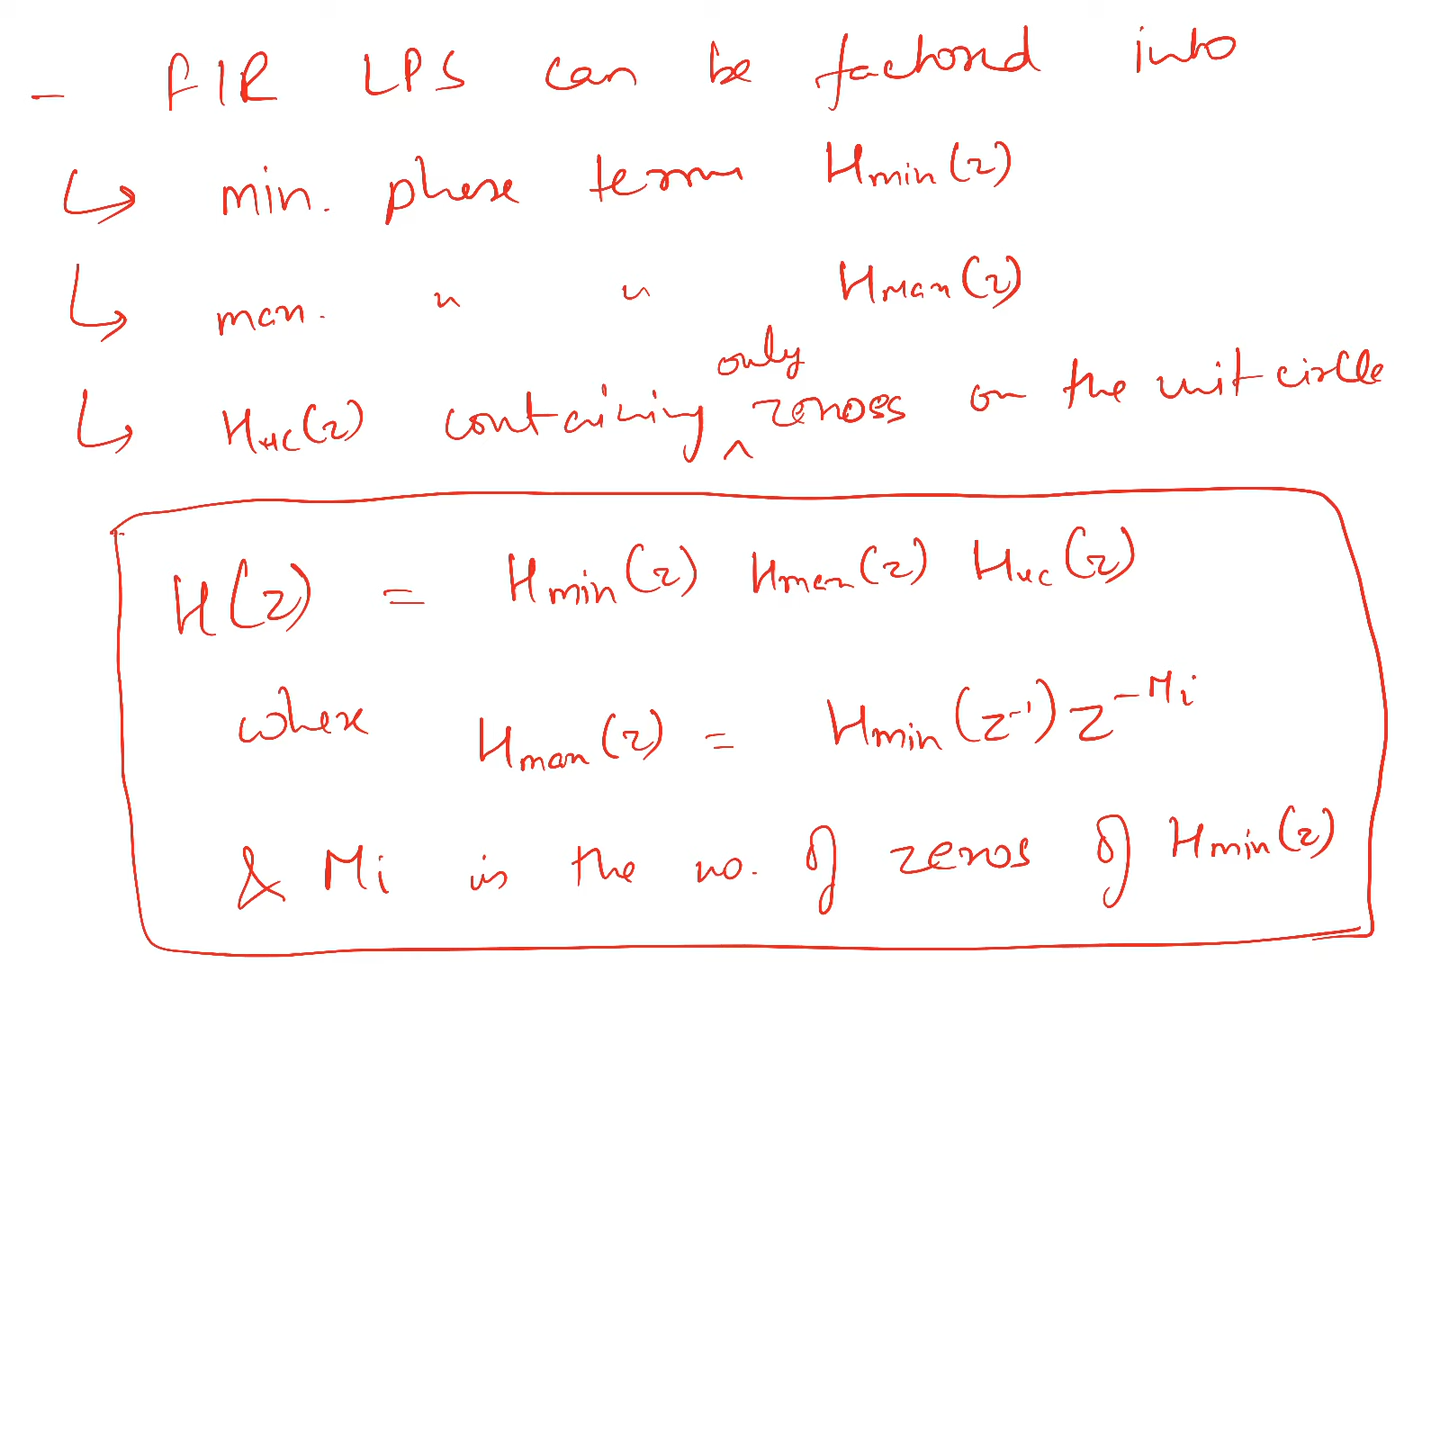 - FIR LPS can be factored into
↳ min. phase term Hmin(z)
↳ max. " " Hmax(z)
↳ Huc(z) containing only zeroes on the unit circle
H(z) = Hmin(z) Hmax(z) Huc(z)
where Hmax(z) = Hmin(z⁻¹) z^-Mi
& Mi is the no. of zeros of Hmin(z)